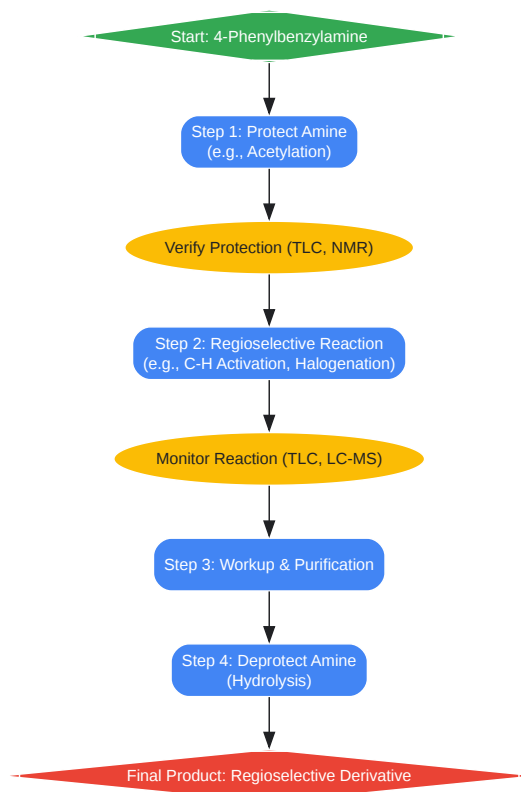 Start: 4-Phenylbenzylamine
Step 1: Protect Amine
(e.g., Acetylation)
Verify Protection (TLC, NMR)
Step 2: Regioselective Reaction
(e.g., C-H Activation, Halogenation)
Monitor Reaction (TLC, LC-MS)
Step 3: Workup & Purification
Step 4: Deprotect Amine
(Hydrolysis)
Final Product: Regioselective Derivative